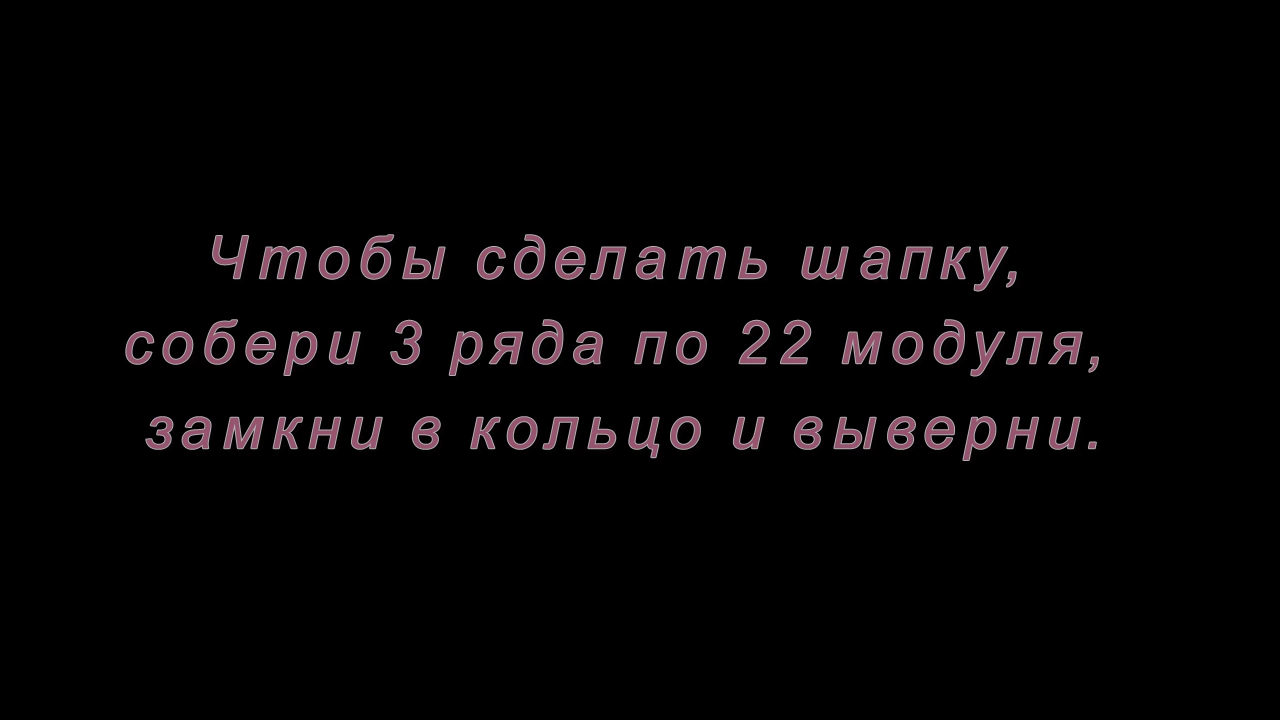 Чтобы сделать шапку,
собери 3 ряда по 22 модуля,
замкни в кольцо и выверни.